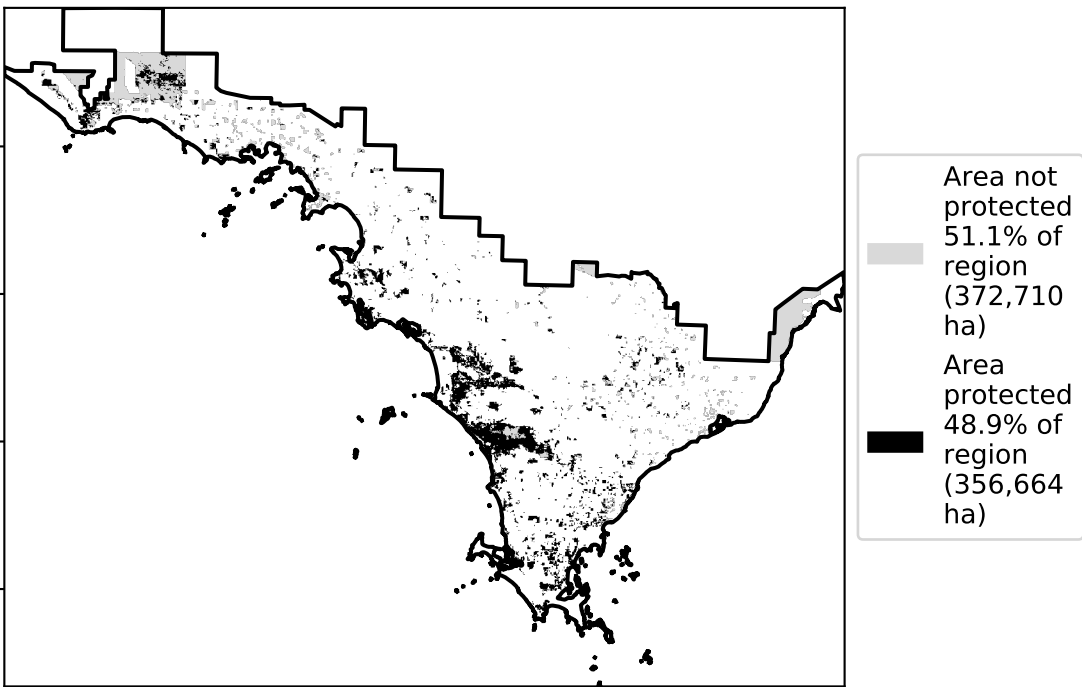 Area not
protected
51.1% of
region
(372,710
ha)
Area
protected
48.9% of
region
(356,664
ha)